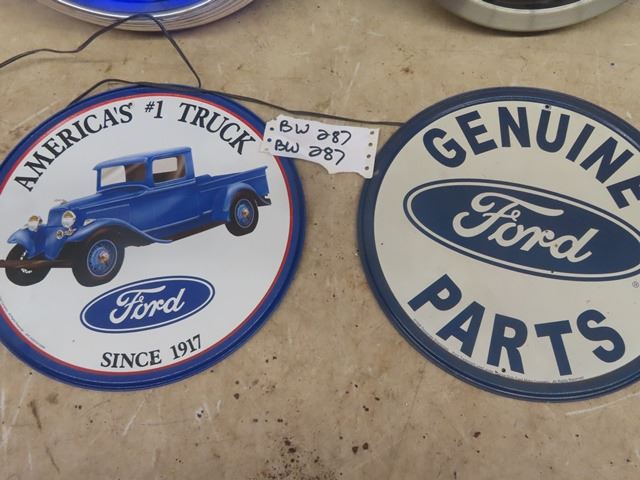 AMERICA'S #1 TRUCK
Ford
SINCE 1917
BW 287
BW 287
GENUINE
Ford
®
PARTS